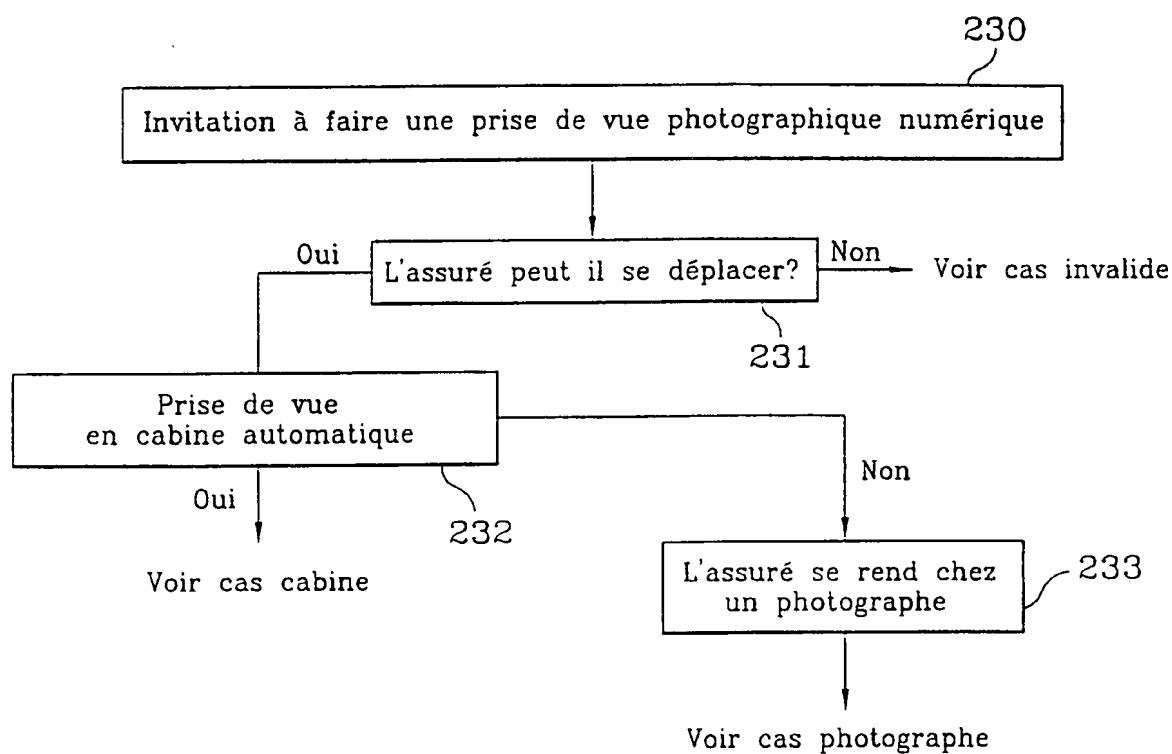 230
Invitation à faire une prise de vue photographique numérique
Oui
L'assuré peut il se déplacer?
Non
Voir cas invalide
231
Prise de vue
en cabine automatique
Oui
232
Non
Voir cas cabine
L'assuré se rend chez
un photographe
233
Voir cas photographe